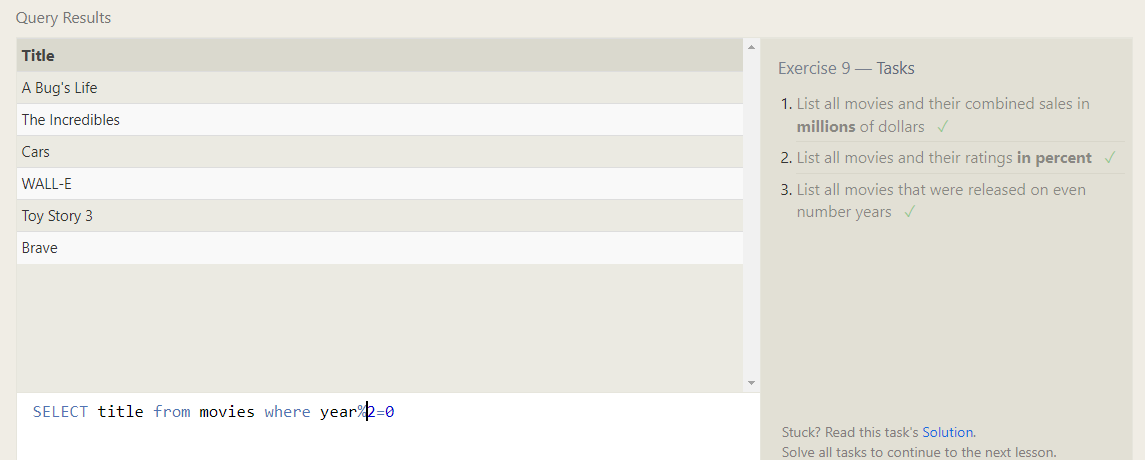 Query Results
Title
A Bug's Life
The Incredibles
Cars
WALL-E
Toy Story 3
Brave
SELECT title from movies where year%2=0
Exercise 9 — Tasks
1. List all movies and their combined sales in
millions of dollars ✓
2. List all movies and their ratings in percent ✓
3. List all movies that were released on even
number years ✓
Stuck? Read this task's Solution.
Solve all tasks to continue to the next lesson.